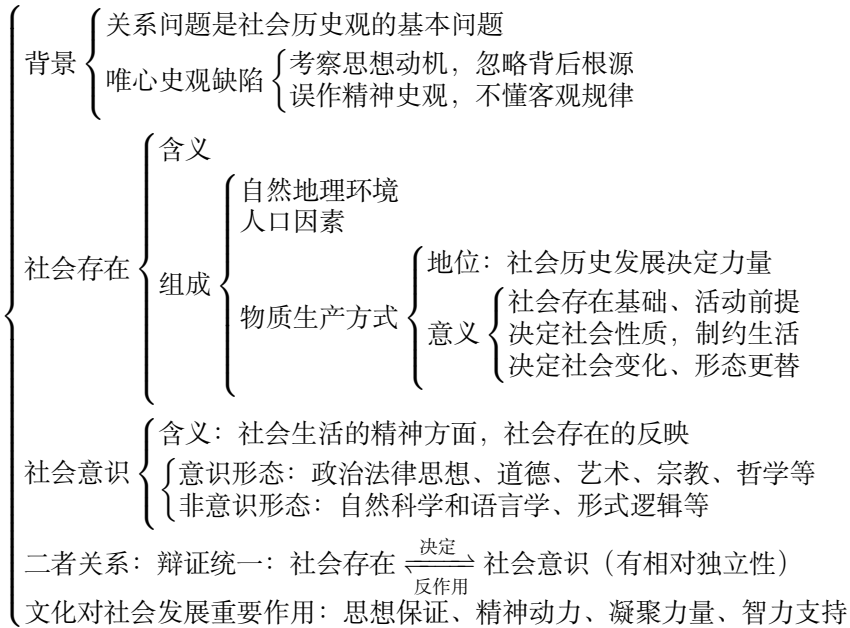 背景
关系问题是社会历史观的基本问题
唯心史观缺陷
考察思想动机，忽略背后根源
误作精神史观，不懂客观规律
社会存在
含义
组成
自然地理环境
人口因素
物质生产方式
地位：社会历史发展决定力量
意义
社会存在基础、活动前提
决定社会性质，制约生活
决定社会变化、形态更替
社会意识
含义：社会生活的精神方面，社会存在的反映
意识形态：政治法律思想、道德、艺术、宗教、哲学等
非意识形态：自然科学和语言学、形式逻辑等
二者关系：辩证统一：社会存在 决定 反作用 社会意识（有相对独立性）
文化对社会发展重要作用：思想保证、精神动力、凝聚力量、智力支持